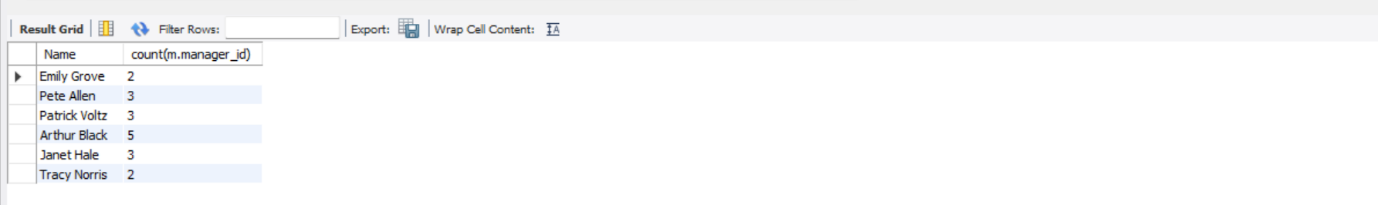 Result Grid Filter Rows: Export: Wrap Cell Content:
Name count(m.manager_id)
Emily Grove 2
Pete Allen 3
Patrick Voltz 3
Arthur Black 5
Janet Hale 3
Tracy Norris 2